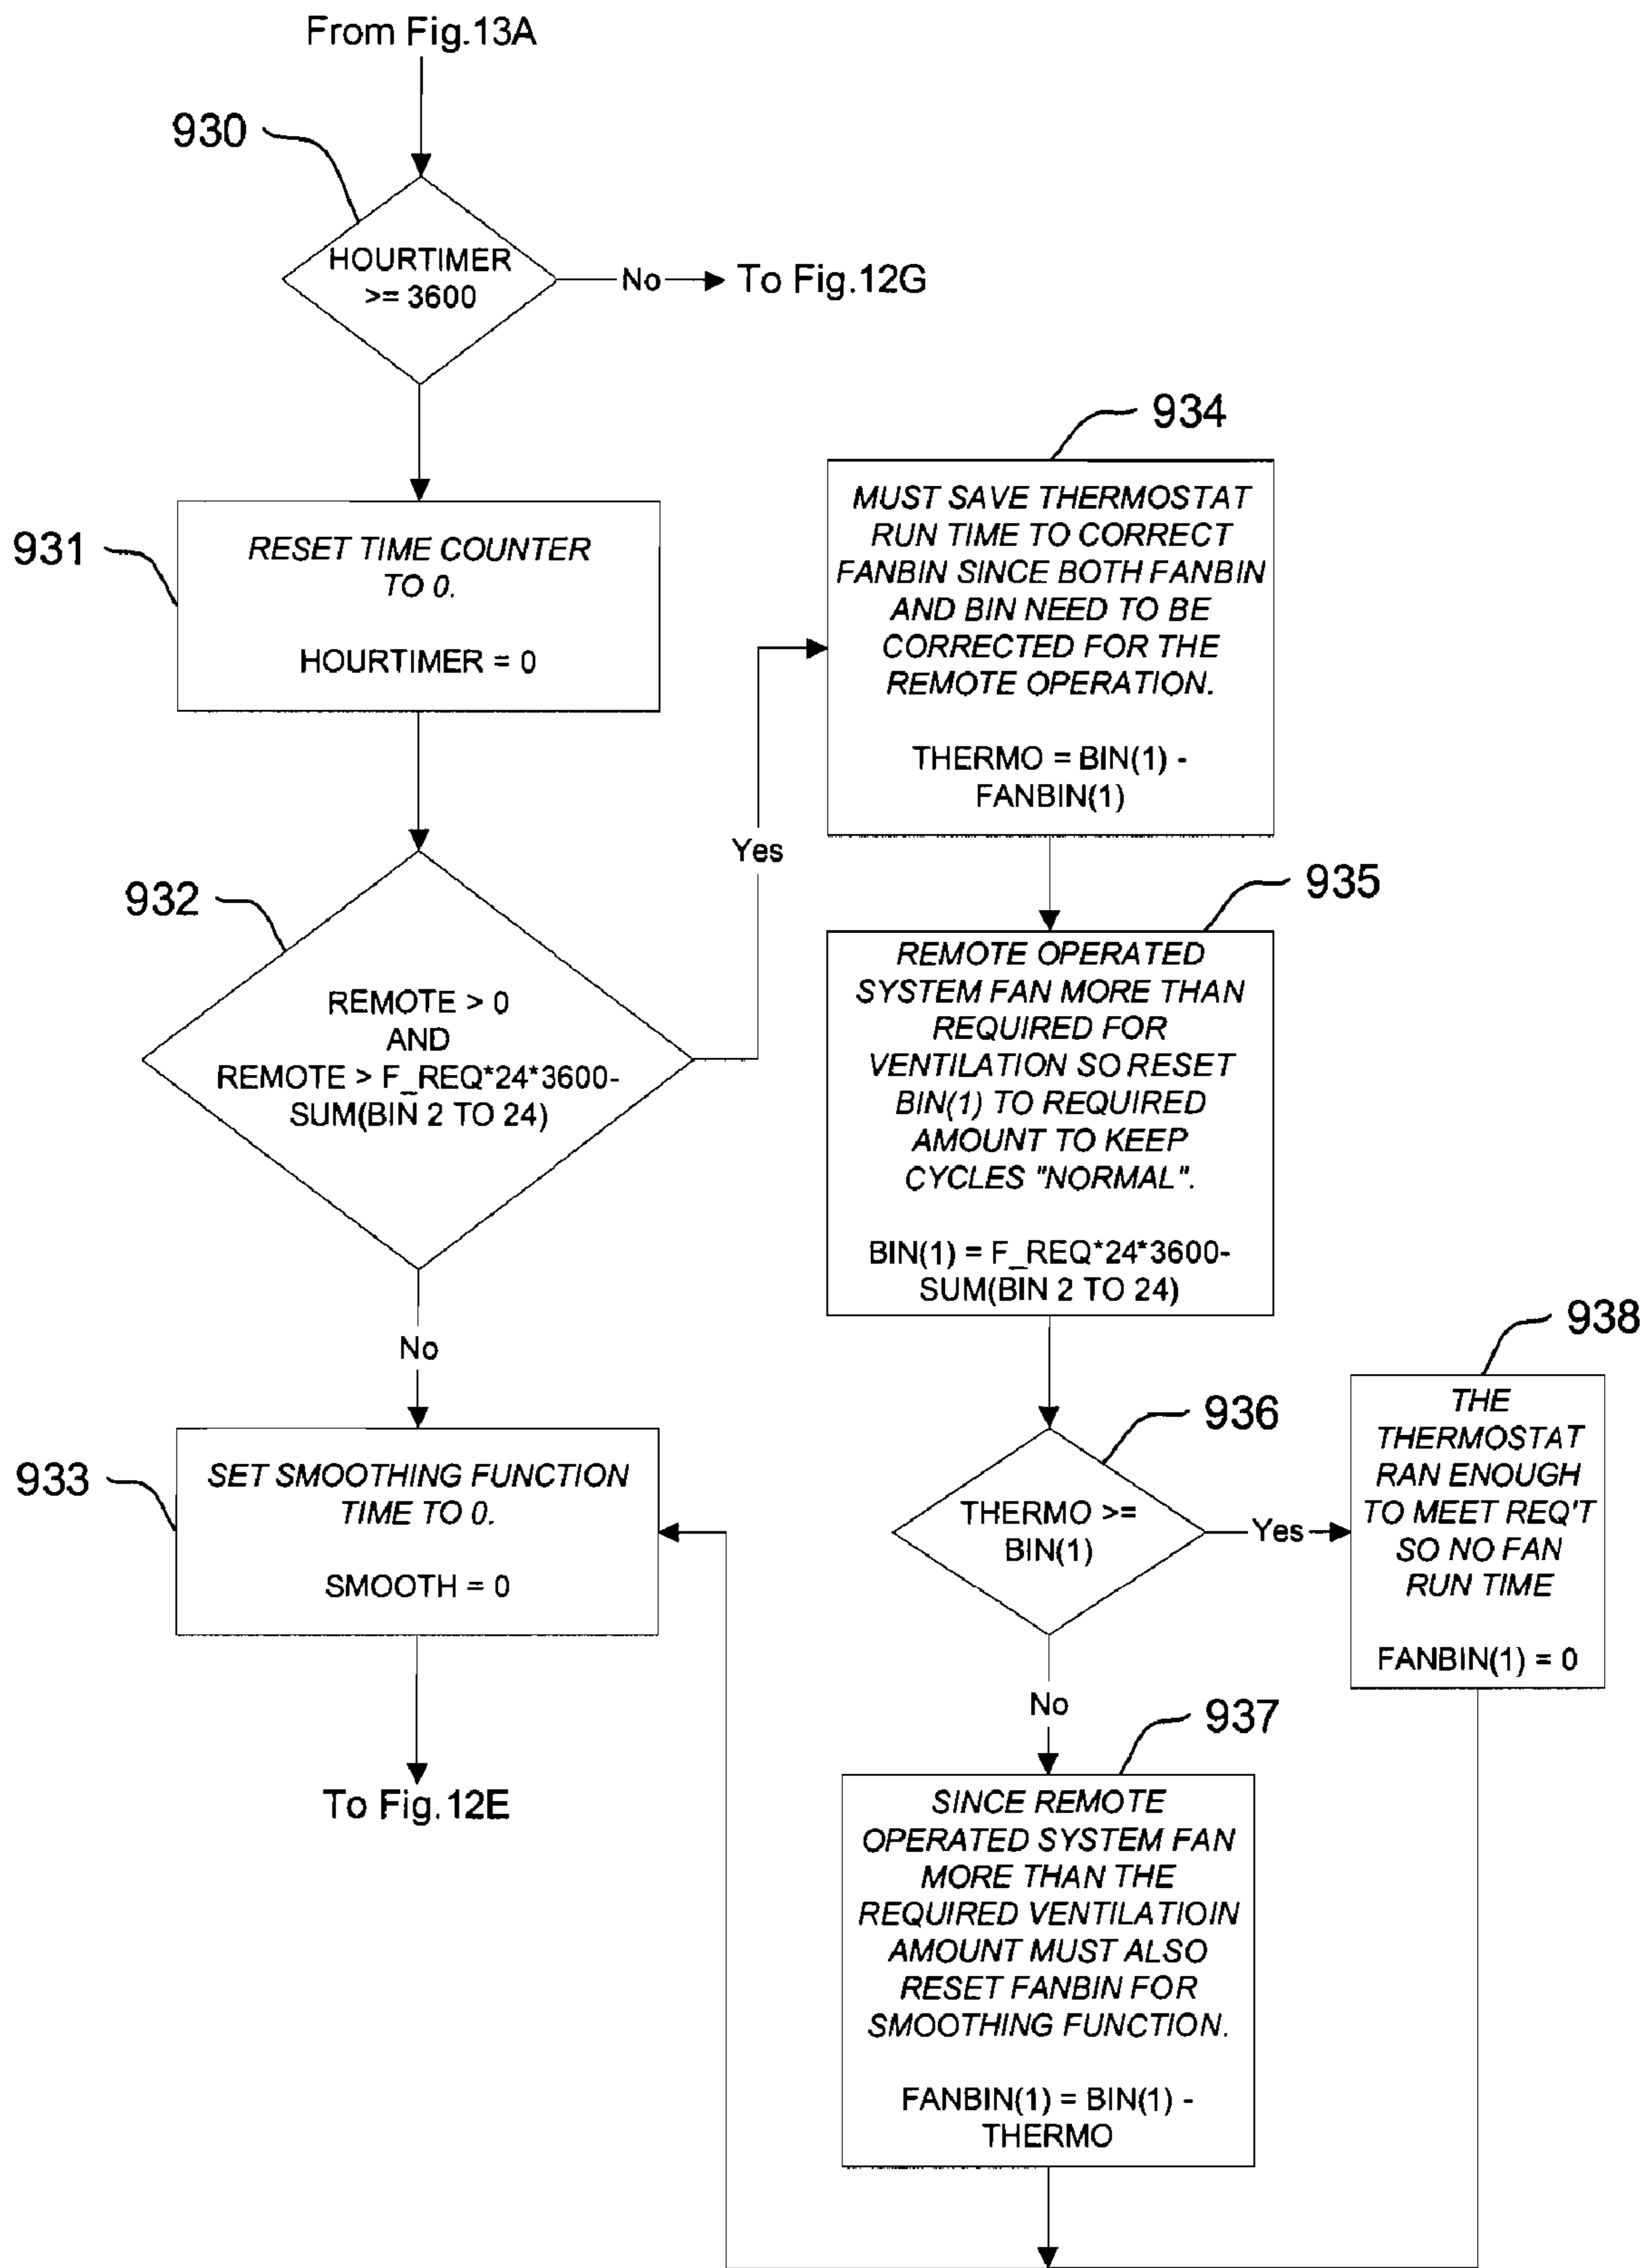 From Fig.13A
930
HOURTIMER
>= 3600
No
To Fig.12G
931
RESET TIME COUNTER
TO 0.
HOURTIMER = 0
932
REMOTE > 0
AND
REMOTE > F_REQ*24*3600-
SUM(BIN 2 TO 24)
Yes
No
933
SET SMOOTHING FUNCTION
TIME TO 0.
SMOOTH = 0
To Fig.12E
934
MUST SAVE THERMOSTAT
RUN TIME TO CORRECT
FANBIN SINCE BOTH FANBIN
AND BIN NEED TO BE
CORRECTED FOR THE
REMOTE OPERATION.
THERMO = BIN(1) -
FANBIN(1)
935
REMOTE OPERATED
SYSTEM FAN MORE THAN
REQUIRED FOR
VENTILATION SO RESET
BIN(1) TO REQUIRED
AMOUNT TO KEEP
CYCLES "NORMAL".
BIN(1) = F_REQ*24*3600-
SUM(BIN 2 TO 24)
936
THERMO >=
BIN(1)
Yes
No
938
THE
THERMOSTAT
RAN ENOUGH
TO MEET REQ'T
SO NO FAN
RUN TIME
FANBIN(1) = 0
937
SINCE REMOTE
OPERATED SYSTEM FAN
MORE THAN THE
REQUIRED VENTILATIOIN
AMOUNT MUST ALSO
RESET FANBIN FOR
SMOOTHING FUNCTION.
FANBIN(1) = BIN(1) -
THERMO